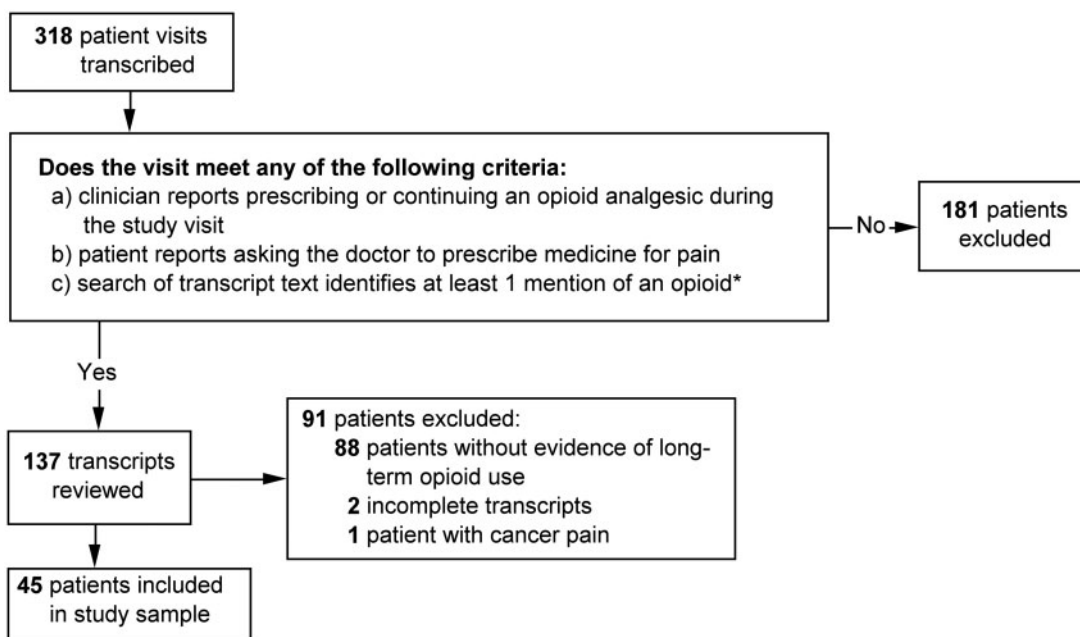 318 patient visits
transcribed
Does the visit meet any of the following criteria:
a) clinician reports prescribing or continuing an opioid analgesic during
the study visit
b) patient reports asking the doctor to prescribe medicine for pain
c) search of transcript text identifies at least 1 mention of an opioid*
No
181 patients
excluded
Yes
137 transcripts
reviewed
91 patients excluded:
88 patients without evidence of long-
term opioid use
2 incomplete transcripts
1 patient with cancer pain
45 patients included
in study sample